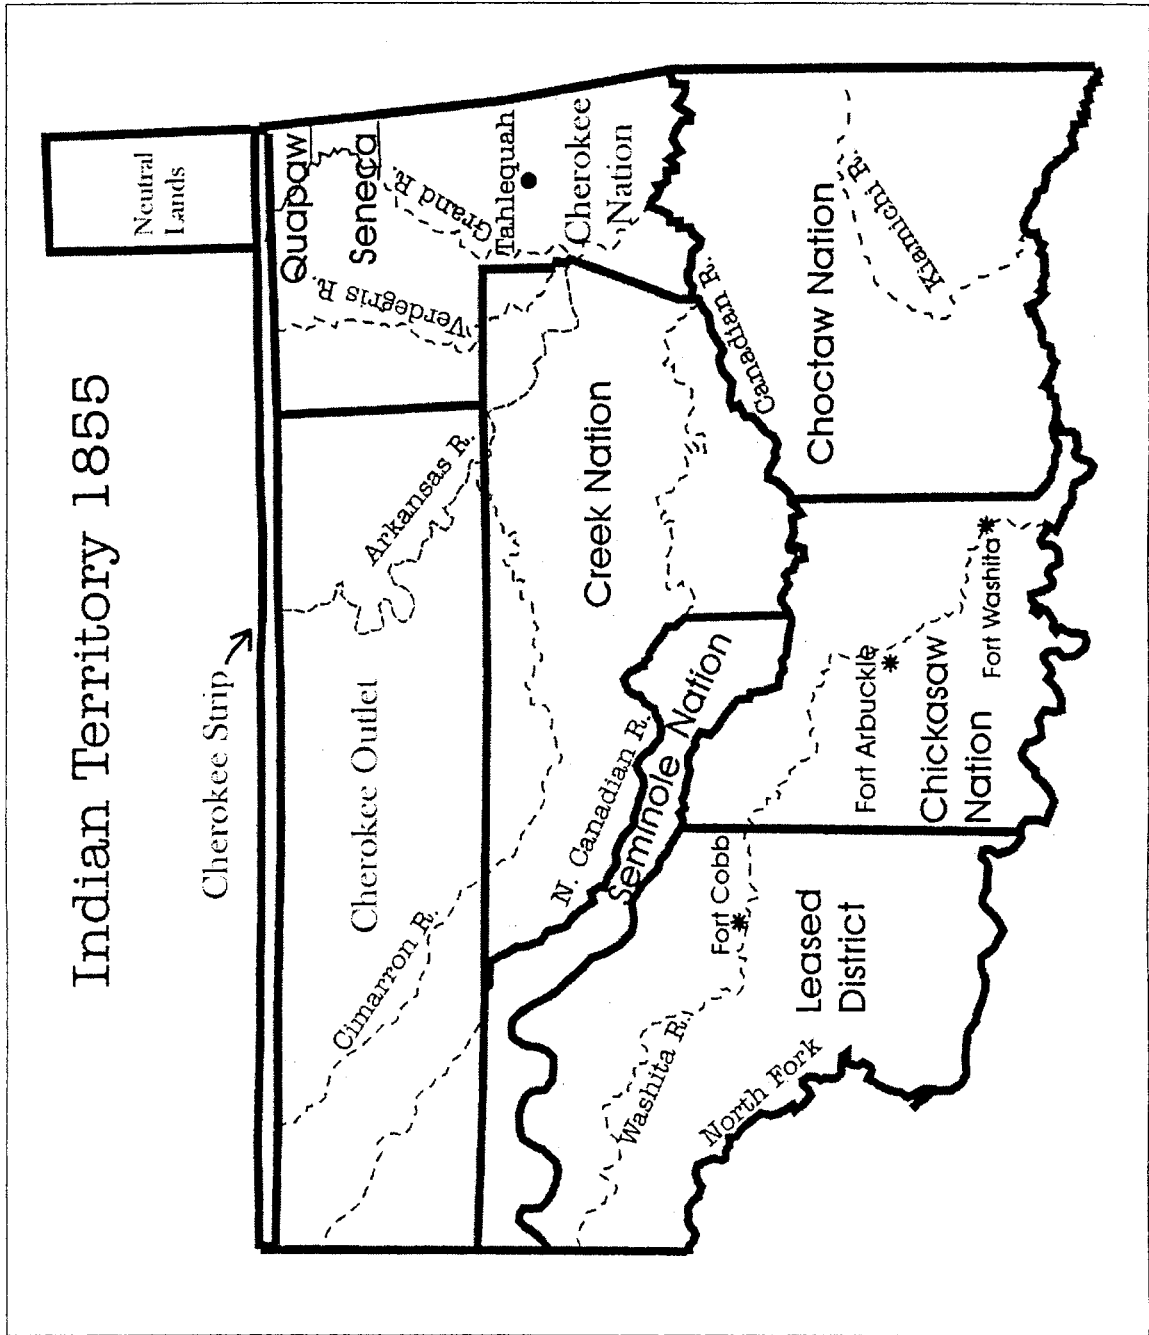 Indian Territory 1855
Neutral
Lands
Cherokee Strip
Quapaw
Seneca
Verdegris R.
Grand R.
Tahlequah
Cherokee
Nation
Cherokee Outlet
Arkansas R.
Cimarron R.
Creek Nation
N. Canadian R.
Seminole Nation
Canadian R.
Choctaw Nation
Kiamichi R.
Washita R.
Fort Cobb
Leased
District
North Fork
Fort Arbuckle
Chickasaw
Nation
Fort Washita